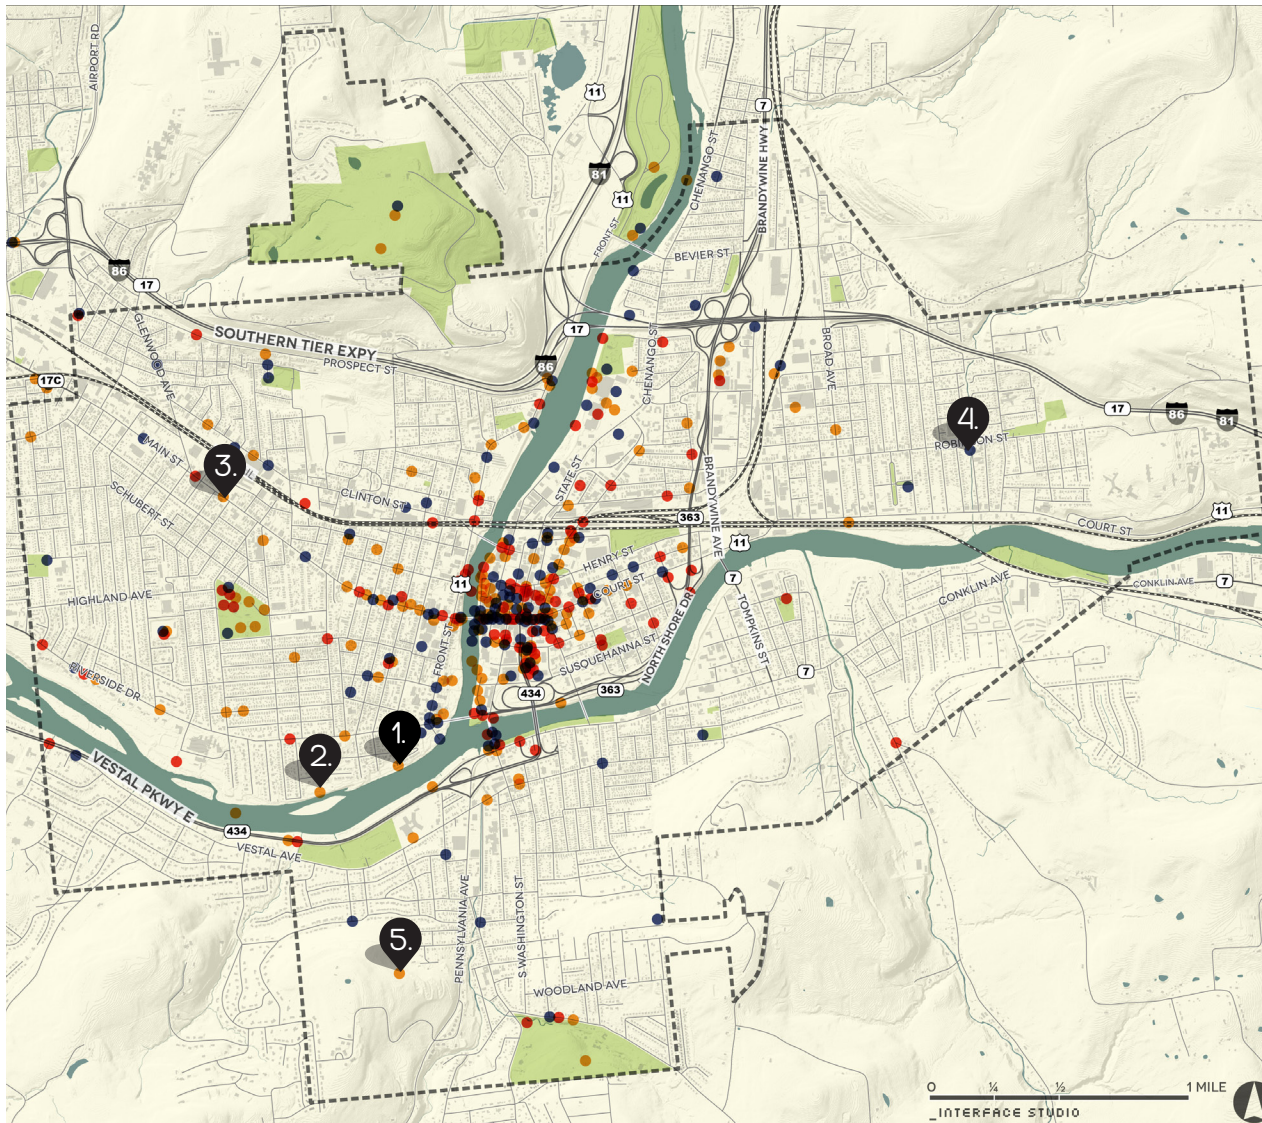 AIRPORT RD
11
7
81
11
CHENANGO ST
BRANDYWINE HWY
FRONT ST
BEVIER ST
86
17
GLENWOOD AVE
SOUTHERN TIER EXPY
PROSPECT ST
17
86
CHENANGO ST
BROAD AVE
17C
17
86
81
4.
ROBINSON ST
MAIN ST
3.
SCHUBERT ST
CLINTON ST
STATE ST
BRANDYWINE AVE
363
11
COURT ST
11
HENRY ST
7
COURT ST
11
CONKLIN AVE
CONKLIN AVE
7
HIGHLAND AVE
TOMPKINS ST
FRONT ST
SUSQUEHANNA ST
NORTH SHORE DR
7
RIVERSIDE DR
434
363
1.
2.
VESTAL PKWY E
434
VESTAL AVE
PENNSYLVANIA AVE
S WASHINGTON ST
5.
WOODLAND AVE
0 ¼ ½ 1 MILE
_INTERFACE STUDIO